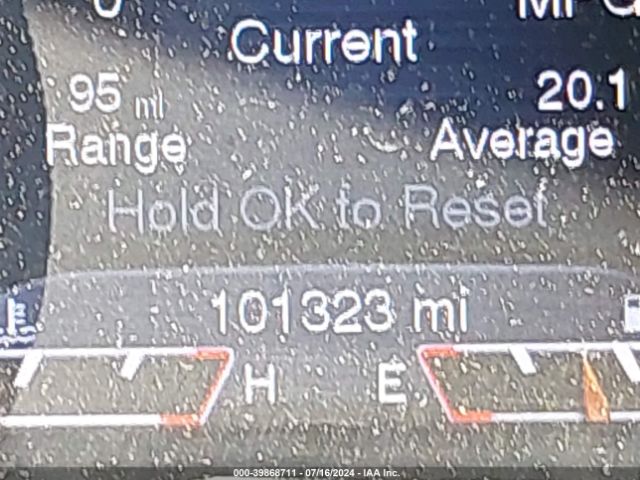 0
Current
95 mi
20.1
Range
Average
Hold OK to Reset
101323 mi
H
E
000-39868711 - 07/16/2024 - IAA Inc.